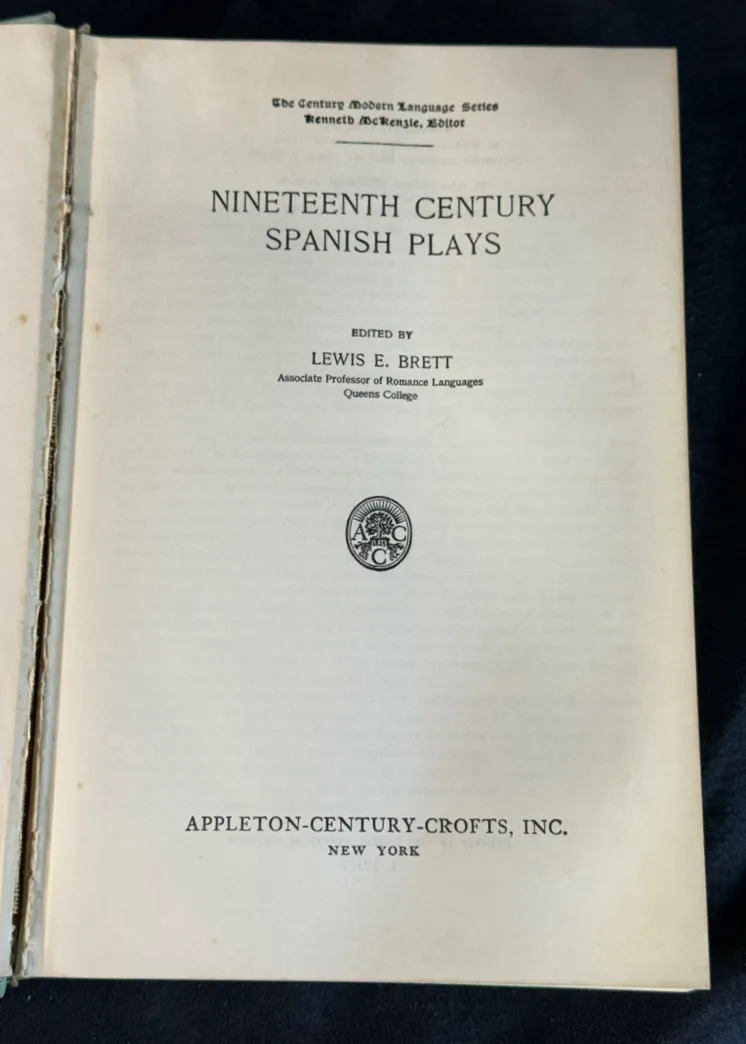 The Century Modern Language Series
Kenneth McKenzie, Editor
NINETEENTH CENTURY
SPANISH PLAYS
EDITED BY
LEWIS E. BRETT
Associate Professor of Romance Languages
Queens College
A C
C
APPLETON-CENTURY-CROFTS, INC.
NEW YORK